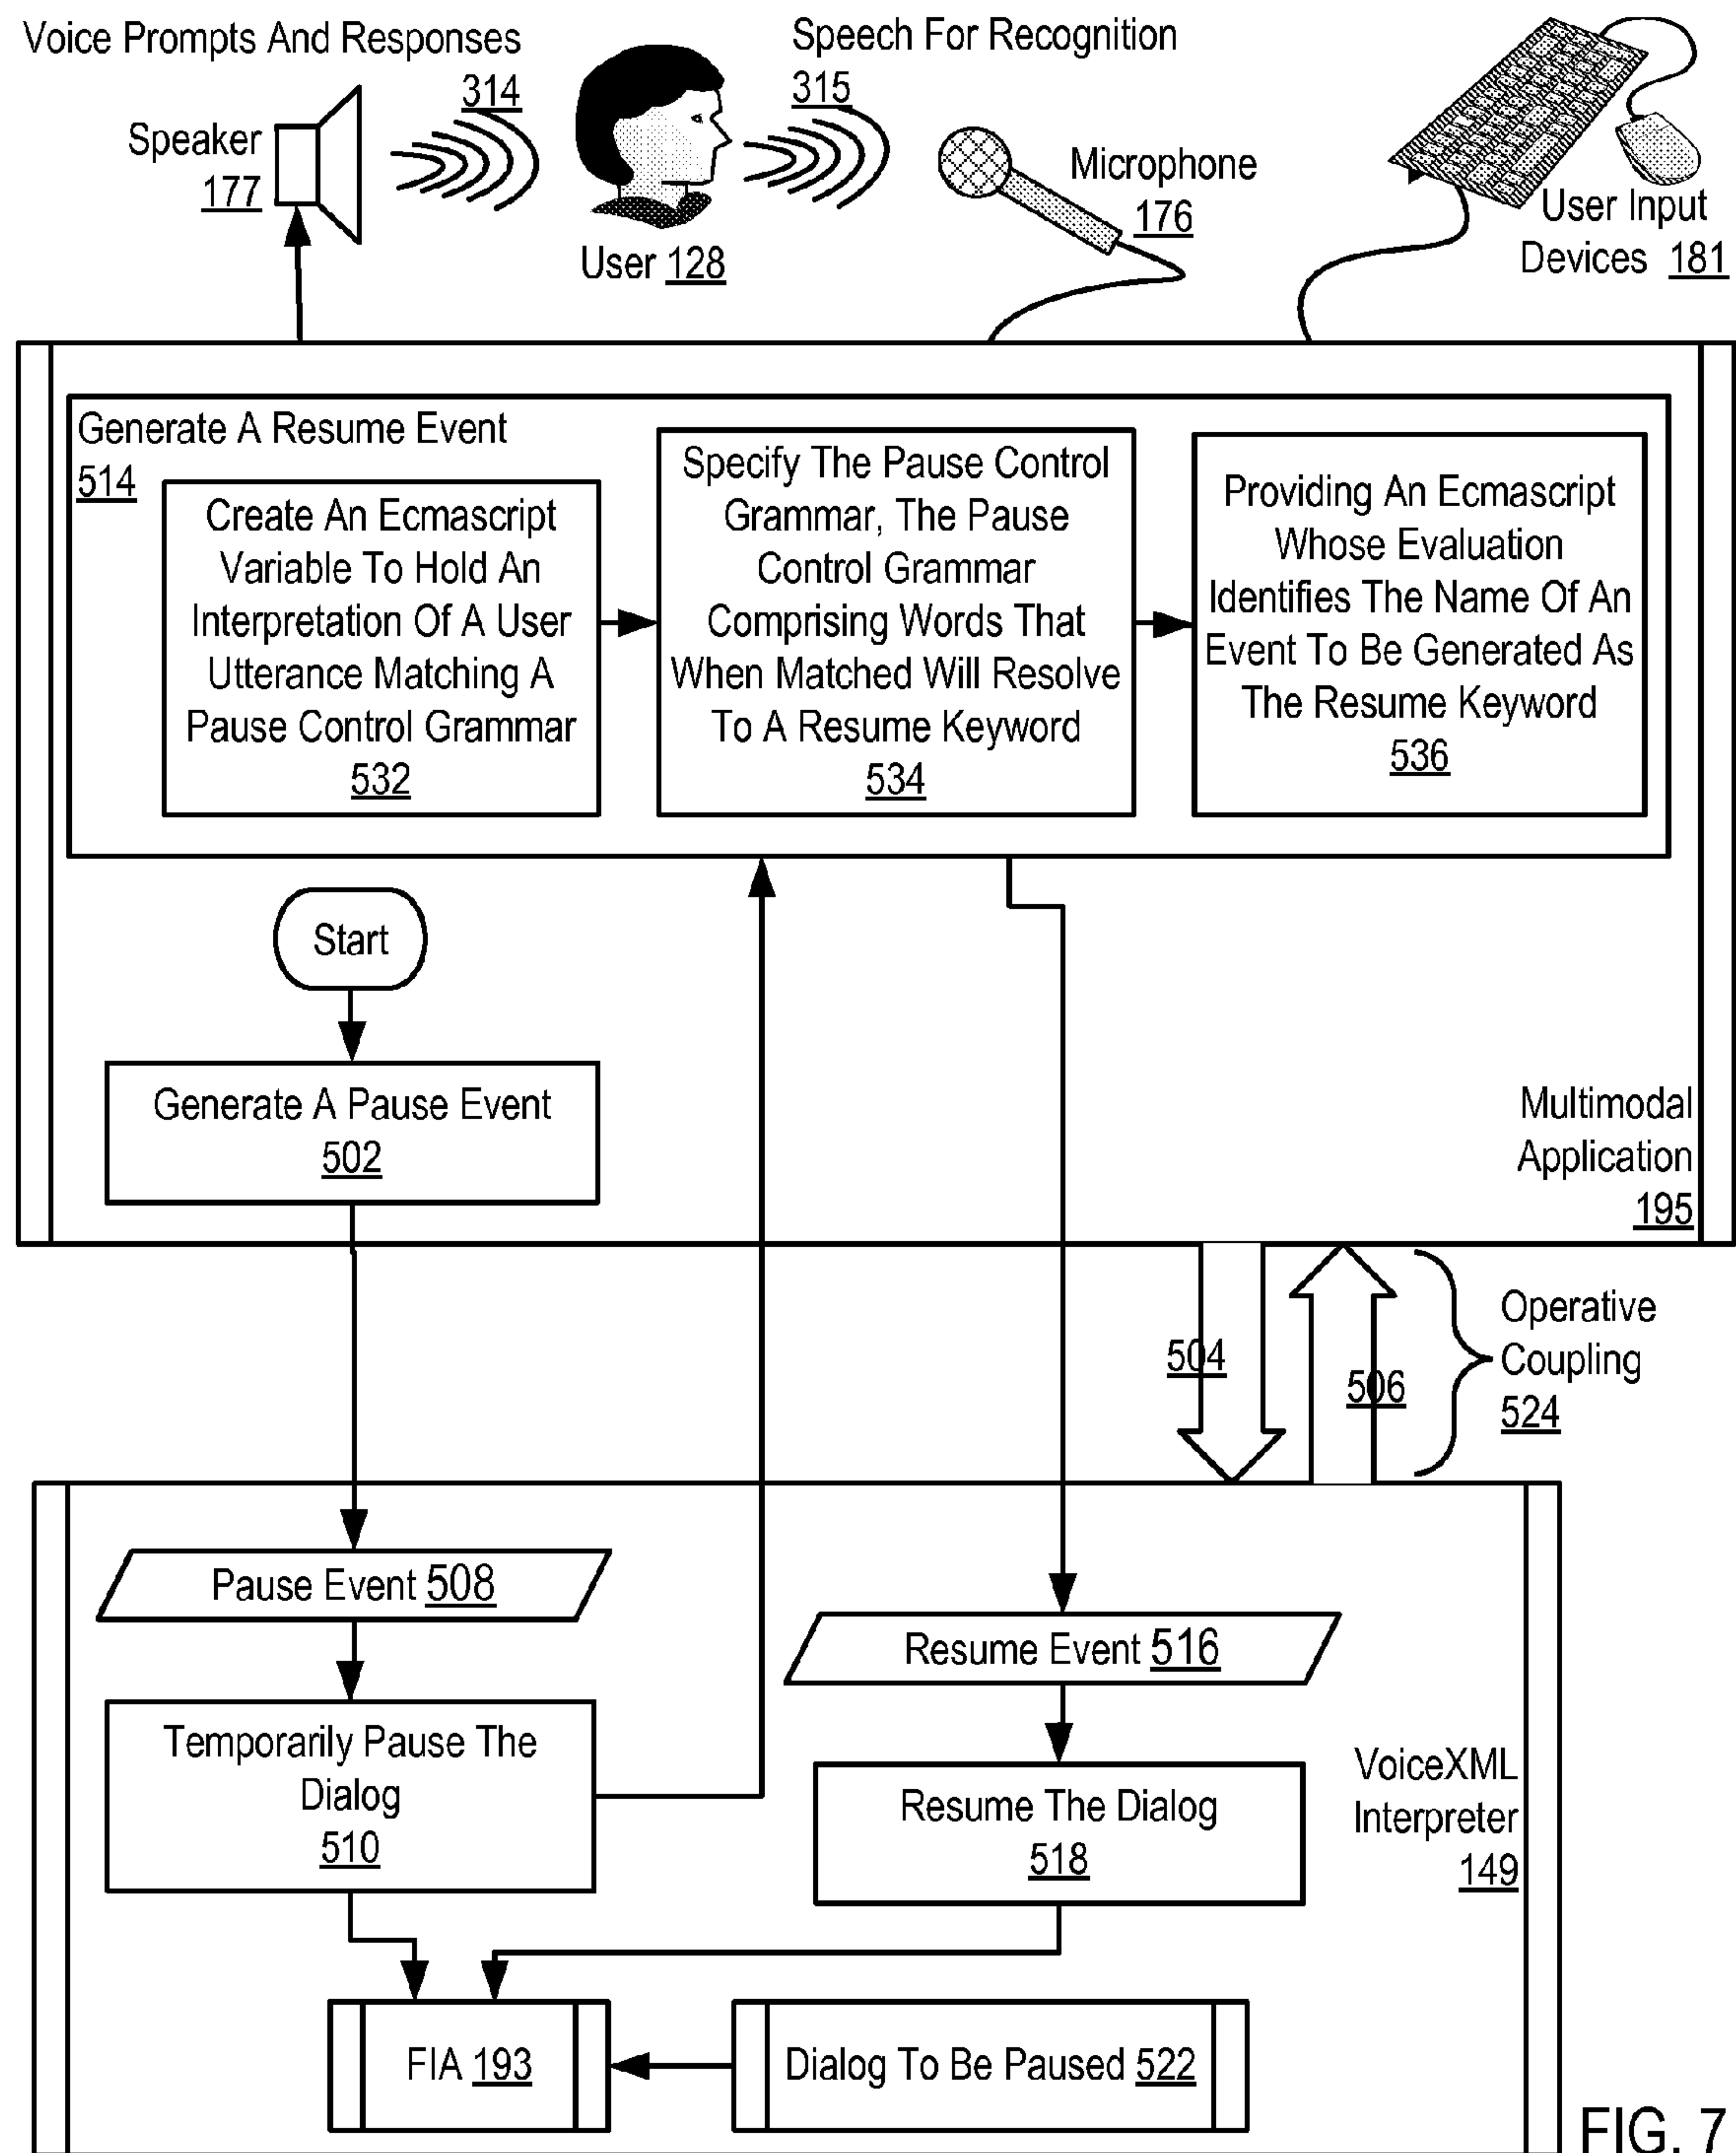 Voice Prompts And Responses
314
Speaker
177
User 128
Speech For Recognition
315
Microphone
176
User Input
Devices 181
Generate A Resume Event
514
Create An Ecmascript
Variable To Hold An
Interpretation Of A User
Utterance Matching A
Pause Control Grammar
532
Specify The Pause Control
Grammar, The Pause
Control Grammar
Comprising Words That
When Matched Will Resolve
To A Resume Keyword
534
Providing An Ecmascript
Whose Evaluation
Identifies The Name Of An
Event To Be Generated As
The Resume Keyword
536
Start
Generate A Pause Event
502
Multimodal
Application
195
504
506
Operative
Coupling
524
Pause Event 508
Temporarily Pause The
Dialog
510
Resume Event 516
Resume The Dialog
518
VoiceXML
Interpreter
149
FIA 193
Dialog To Be Paused 522
FIG. 7